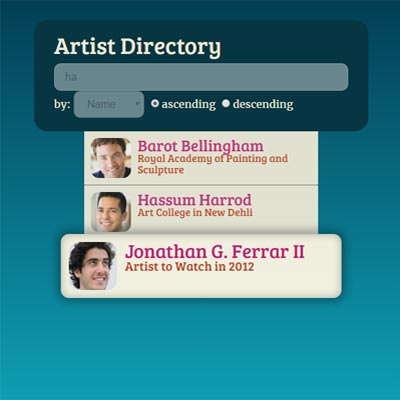 Artist Directory
ha
by: Name ascending descending
Barot Bellingham
Royal Academy of Painting and
Sculpture
Hassum Harrod
Art College in New Dehli
Jonathan G. Ferrar II
Artist to Watch in 2012